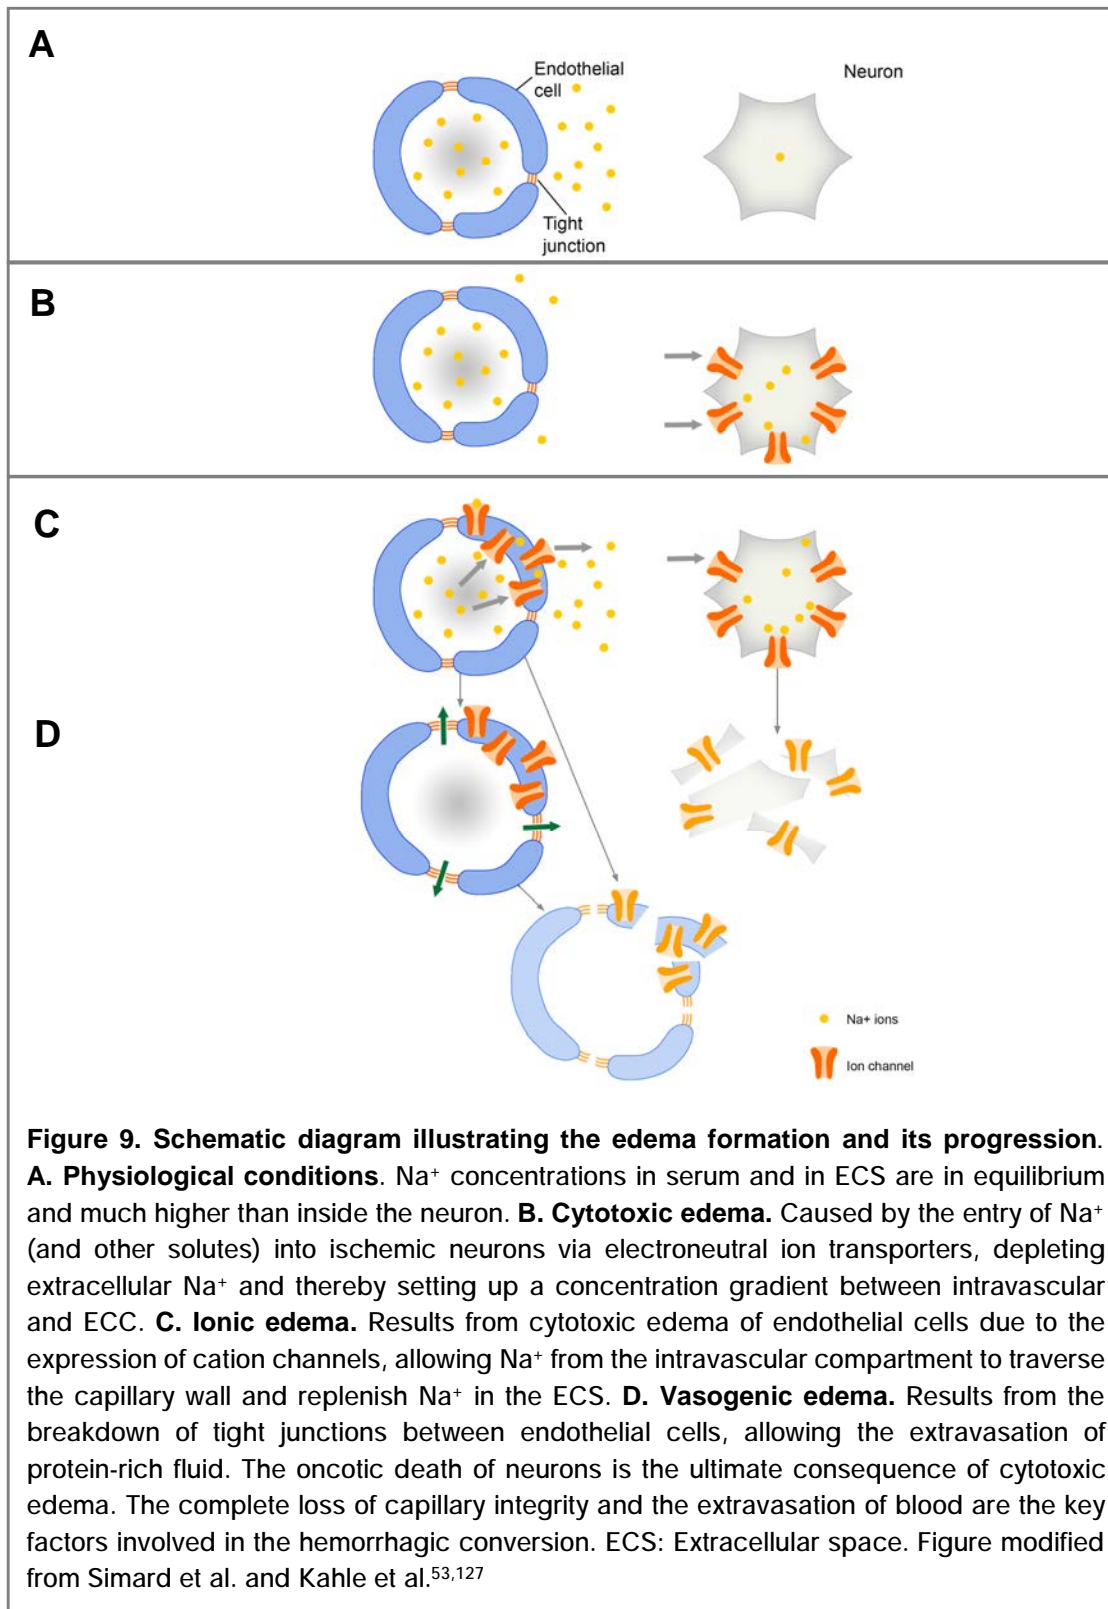 A
Endothelial
cell
Neuron
Tight
junction
B
C
D
Na+ ions
Ion channel
Figure 9. Schematic diagram illustrating the edema formation and its progression.
A. Physiological conditions. Na⁺ concentrations in serum and in ECS are in equilibrium
and much higher than inside the neuron. B. Cytotoxic edema. Caused by the entry of Na⁺
(and other solutes) into ischemic neurons via electroneutral ion transporters, depleting
extracellular Na⁺ and thereby setting up a concentration gradient between intravascular
and ECC. C. Ionic edema. Results from cytotoxic edema of endothelial cells due to the
expression of cation channels, allowing Na⁺ from the intravascular compartment to traverse
the capillary wall and replenish Na⁺ in the ECS. D. Vasogenic edema. Results from the
breakdown of tight junctions between endothelial cells, allowing the extravasation of
protein-rich fluid. The oncotic death of neurons is the ultimate consequence of cytotoxic
edema. The complete loss of capillary integrity and the extravasation of blood are the key
factors involved in the hemorrhagic conversion. ECS: Extracellular space. Figure modified
from Simard et al. and Kahle et al.⁵³,¹²⁷